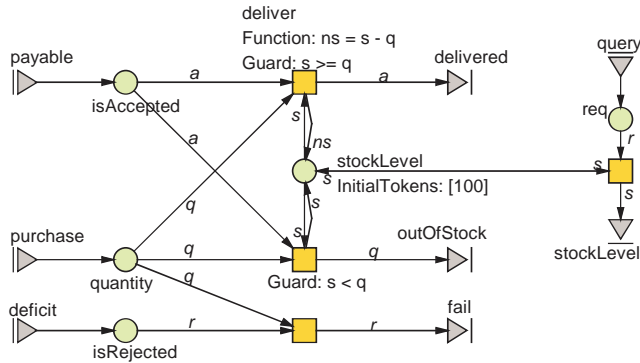 deliver
Function: ns = s - q
Guard: s >= q
payable
a
a
delivered
query
isAccepted
req
a
s
ns
r
stockLevel
s
s
InitialTokens: [100]
s
s
q
s
purchase
q
q
outOfStock
stockLevel
quantity
q
Guard: s < q
deficit
fail
r
r
isRejected